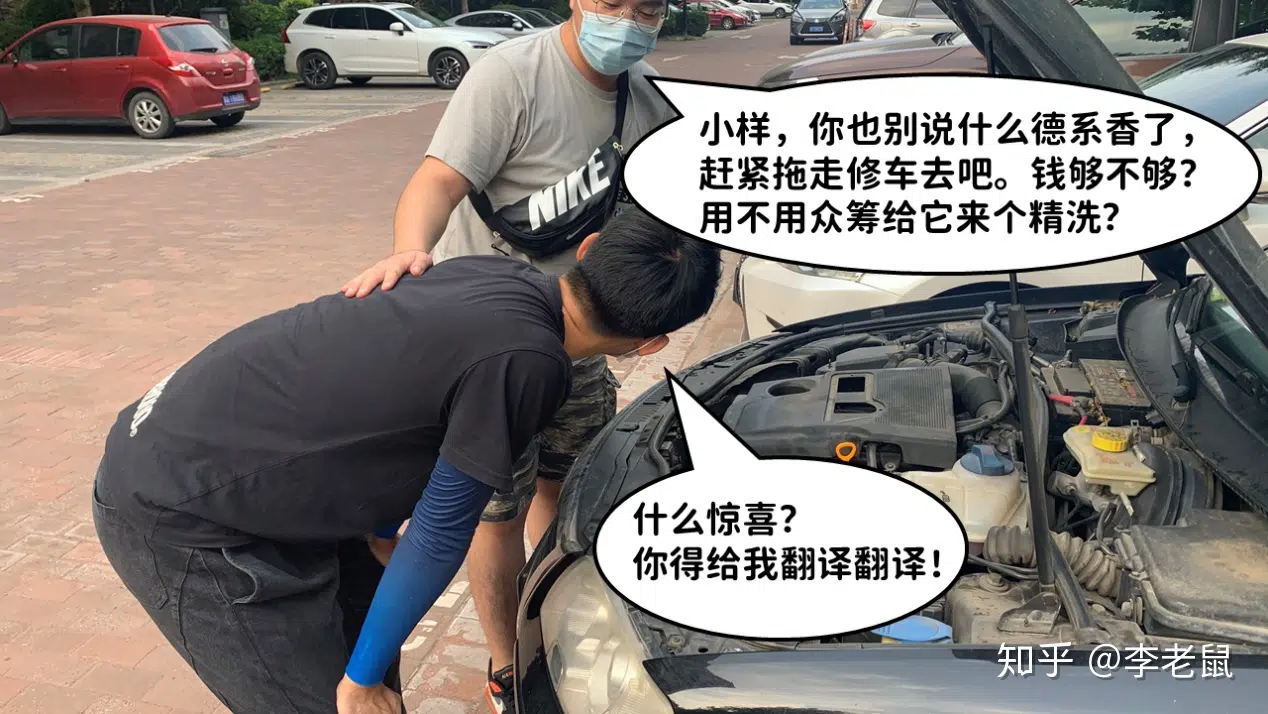 小样，你也别说什么德系香了，
赶紧拖走修车去吧。钱够不够？
用不用众筹给它来个精洗？
NIKE
什么惊喜？
你得给我翻译翻译！
知乎 @李老鼠